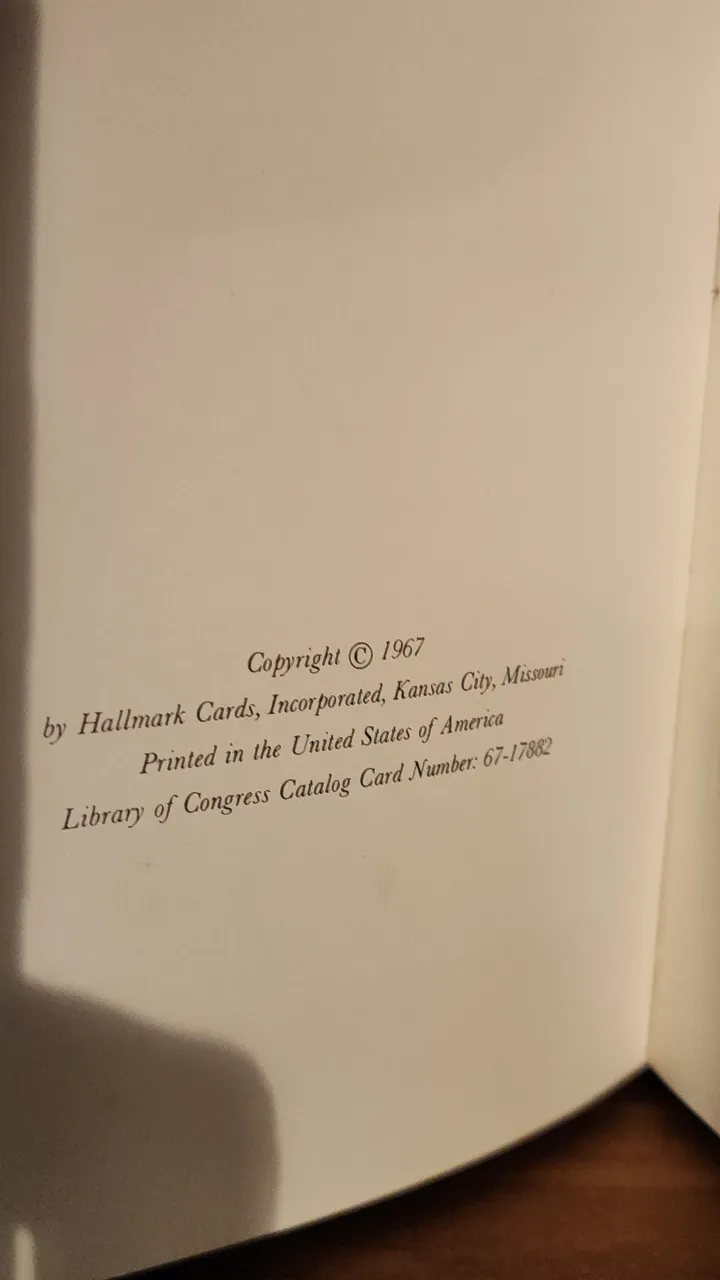 Copyright © 1967
by Hallmark Cards, Incorporated, Kansas City, Missouri
Printed in the United States of America
Library of Congress Catalog Card Number: 67-17882